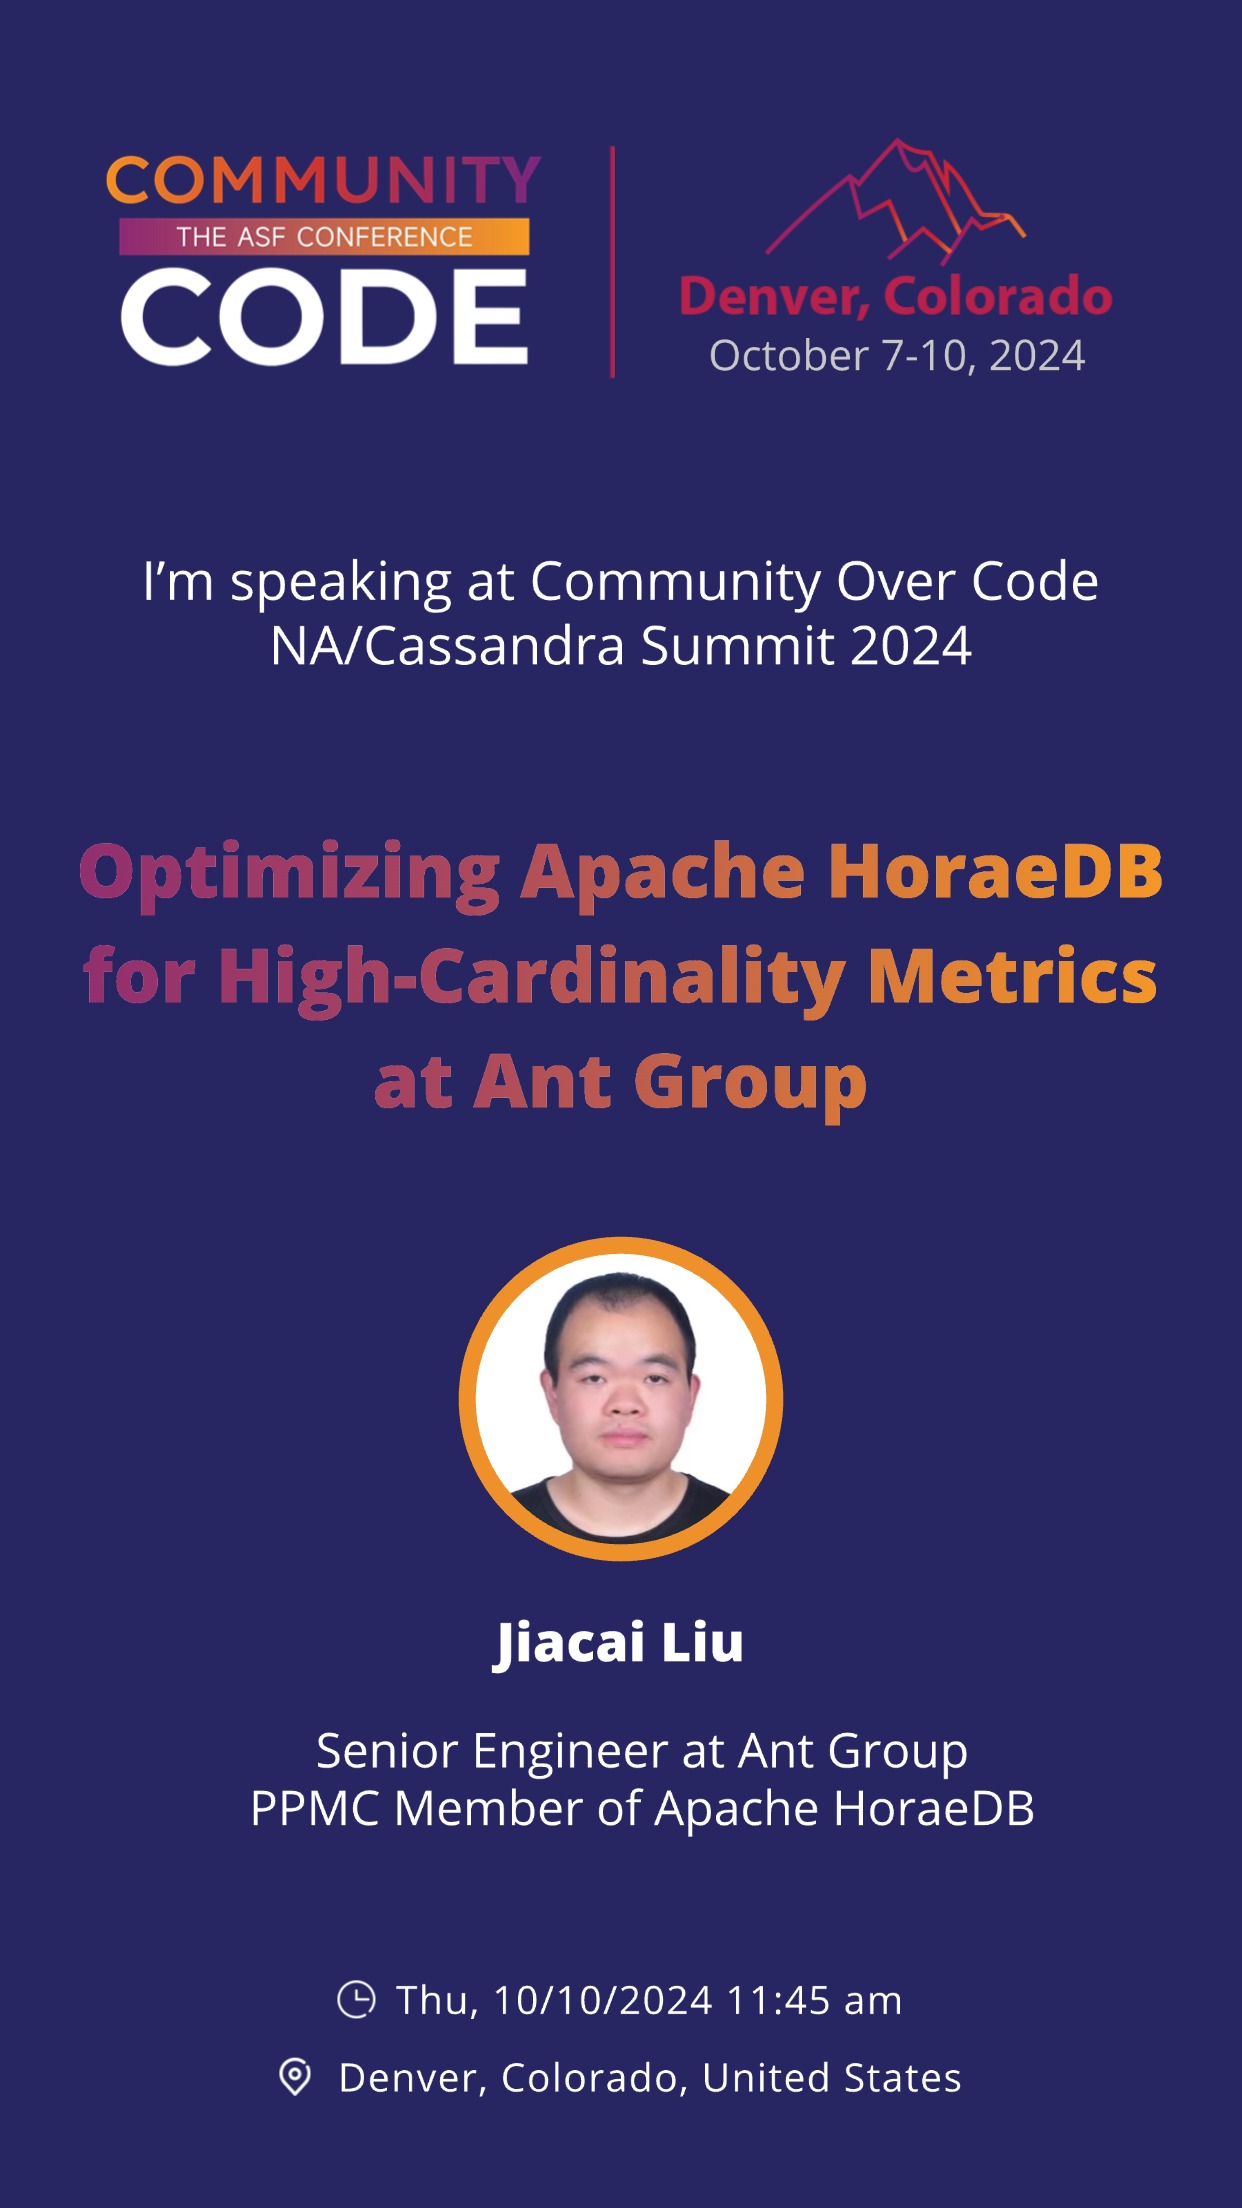 COMMUNITY
THE ASF CONFERENCE
CODE
Denver, Colorado
October 7-10, 2024
I’m speaking at Community Over Code
NA/Cassandra Summit 2024
Optimizing Apache HoraeDB
for High-Cardinality Metrics
at Ant Group
Jiacai Liu
Senior Engineer at Ant Group
PPMC Member of Apache HoraeDB
Thu, 10/10/2024 11:45 am
Denver, Colorado, United States